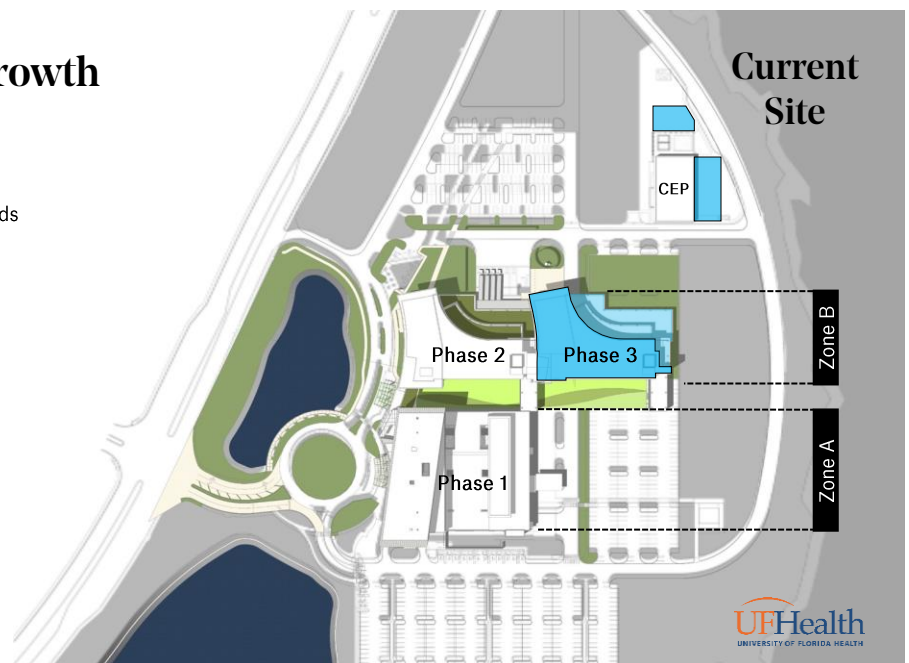 rowth
Current
Site
ds
CEP
Phase 2
Phase 3
Zone B
Phase 1
Zone A
UFHealth
UNIVERSITY OF FLORIDA HEALTH